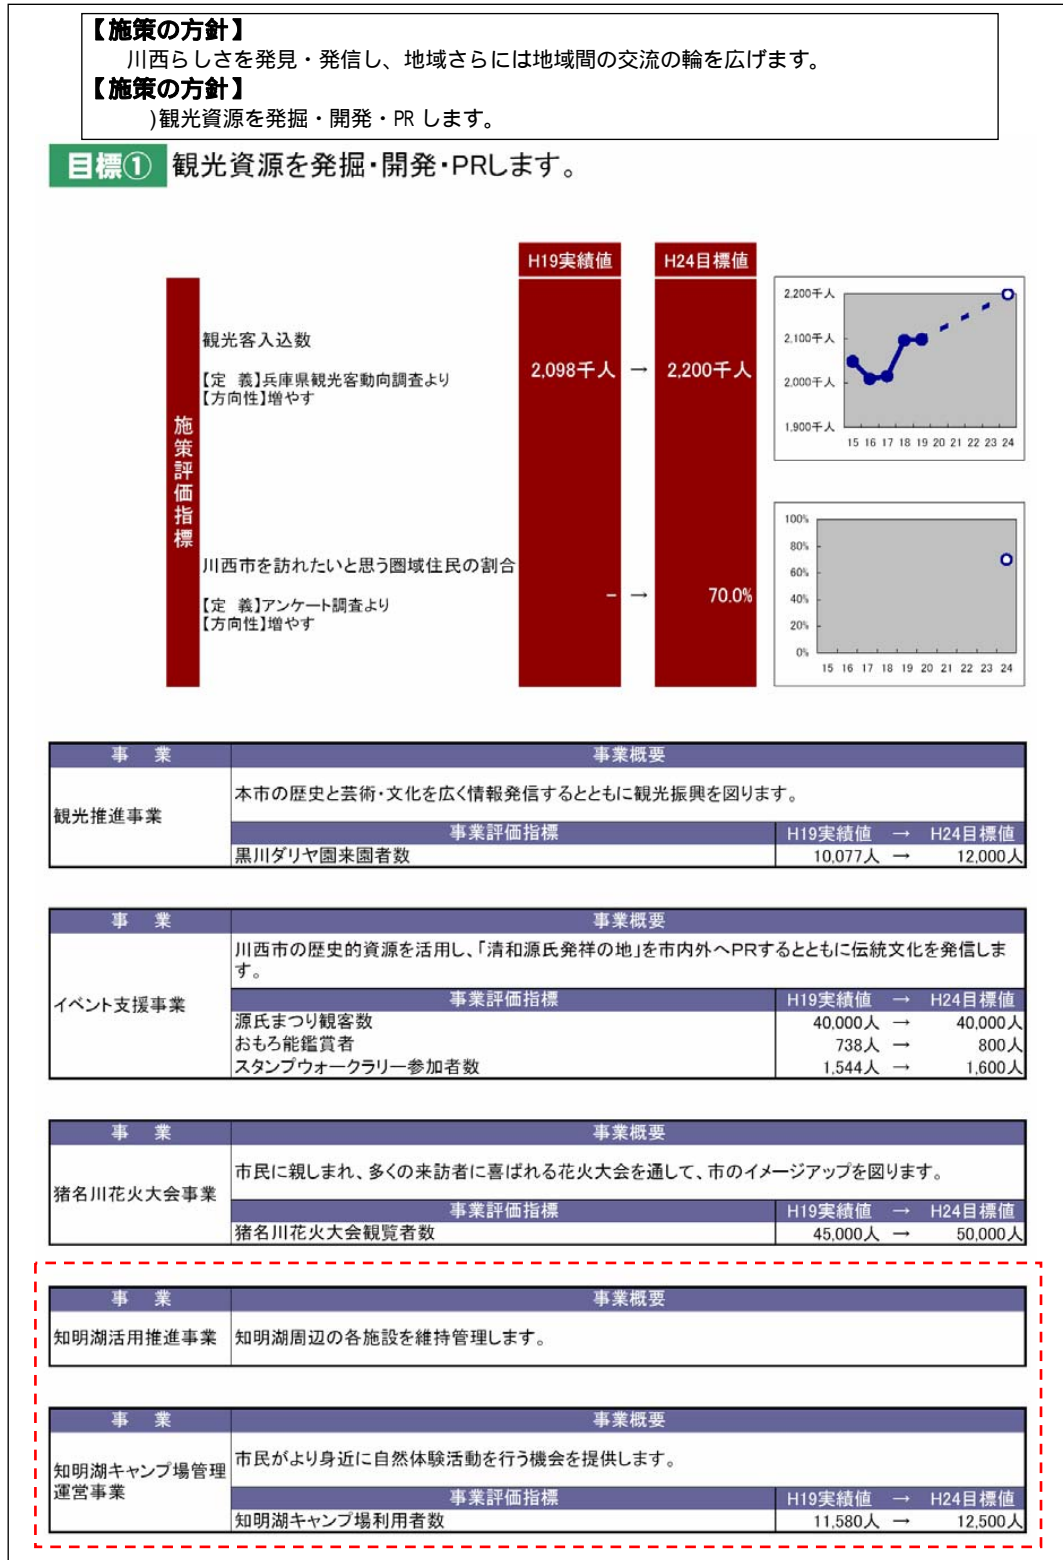 【施策の方針】
川西らしさを発見・発信し、地域さらには地域間の交流の輪を広げます。
【施策の方針】
)観光資源を発掘・開発・PR します。
目標① 観光資源を発掘・開発・PRします。
H19実績値 H24目標値
施策評価指標
観光客入込数
【定　義】兵庫県観光客動向調査より
【方向性】増やす
2,098千人 → 2,200千人
2,200千人
2,100千人
2,000千人
1,900千人
15 16 17 18 19 20 21 22 23 24
川西市を訪れたいと思う圏域住民の割合
【定　義】アンケート調査より
【方向性】増やす
− → 70.0%
100%
80%
60%
40%
20%
0%
15 16 17 18 19 20 21 22 23 24
事　業 事業概要
観光推進事業
本市の歴史と芸術・文化を広く情報発信するとともに観光振興を図ります。
事業評価指標 H19実績値 → H24目標値
黒川ダリヤ園来園者数 10,077人 → 12,000人
事　業 事業概要
イベント支援事業
川西市の歴史的資源を活用し、「清和源氏発祥の地」を市内外へPRするとともに伝統文化を発信しま
す。
事業評価指標 H19実績値 → H24目標値
源氏まつり観客数 40,000人 → 40,000人
おもろ能鑑賞者 738人 → 800人
スタンプウォークラリー参加者数 1,544人 → 1,600人
事　業 事業概要
猪名川花火大会事業
市民に親しまれ、多くの来訪者に喜ばれる花火大会を通して、市のイメージアップを図ります。
事業評価指標 H19実績値 → H24目標値
猪名川花火大会観覧者数 45,000人 → 50,000人
事　業 事業概要
知明湖活用推進事業 知明湖周辺の各施設を維持管理します。
事　業 事業概要
知明湖キャンプ場管理
運営事業
市民がより身近に自然体験活動を行う機会を提供します。
事業評価指標 H19実績値 → H24目標値
知明湖キャンプ場利用者数 11,580人 → 12,500人